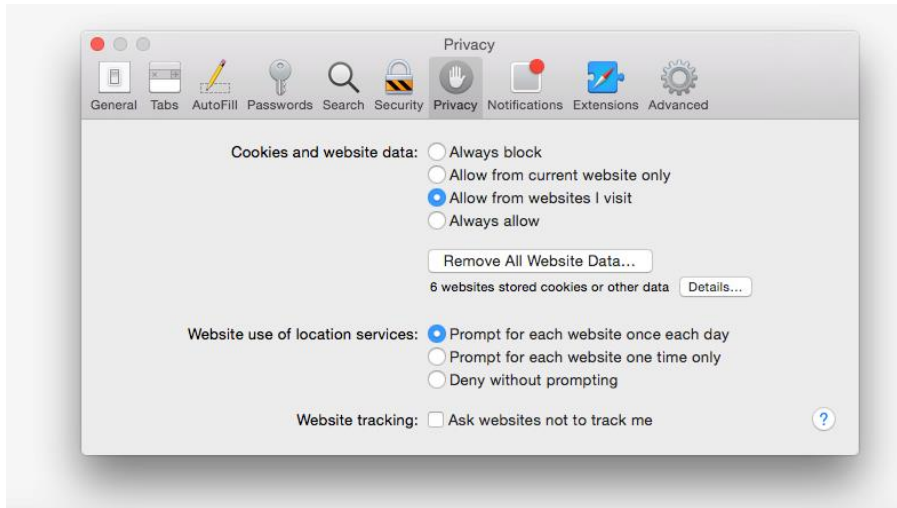 Privacy
General Tabs AutoFill Passwords Search Security Privacy Notifications Extensions Advanced
Cookies and website data: Always block
Allow from current website only
Allow from websites I visit
Always allow
Remove All Website Data...
6 websites stored cookies or other data Details...
Website use of location services: Prompt for each website once each day
Prompt for each website one time only
Deny without prompting
Website tracking: Ask websites not to track me ?